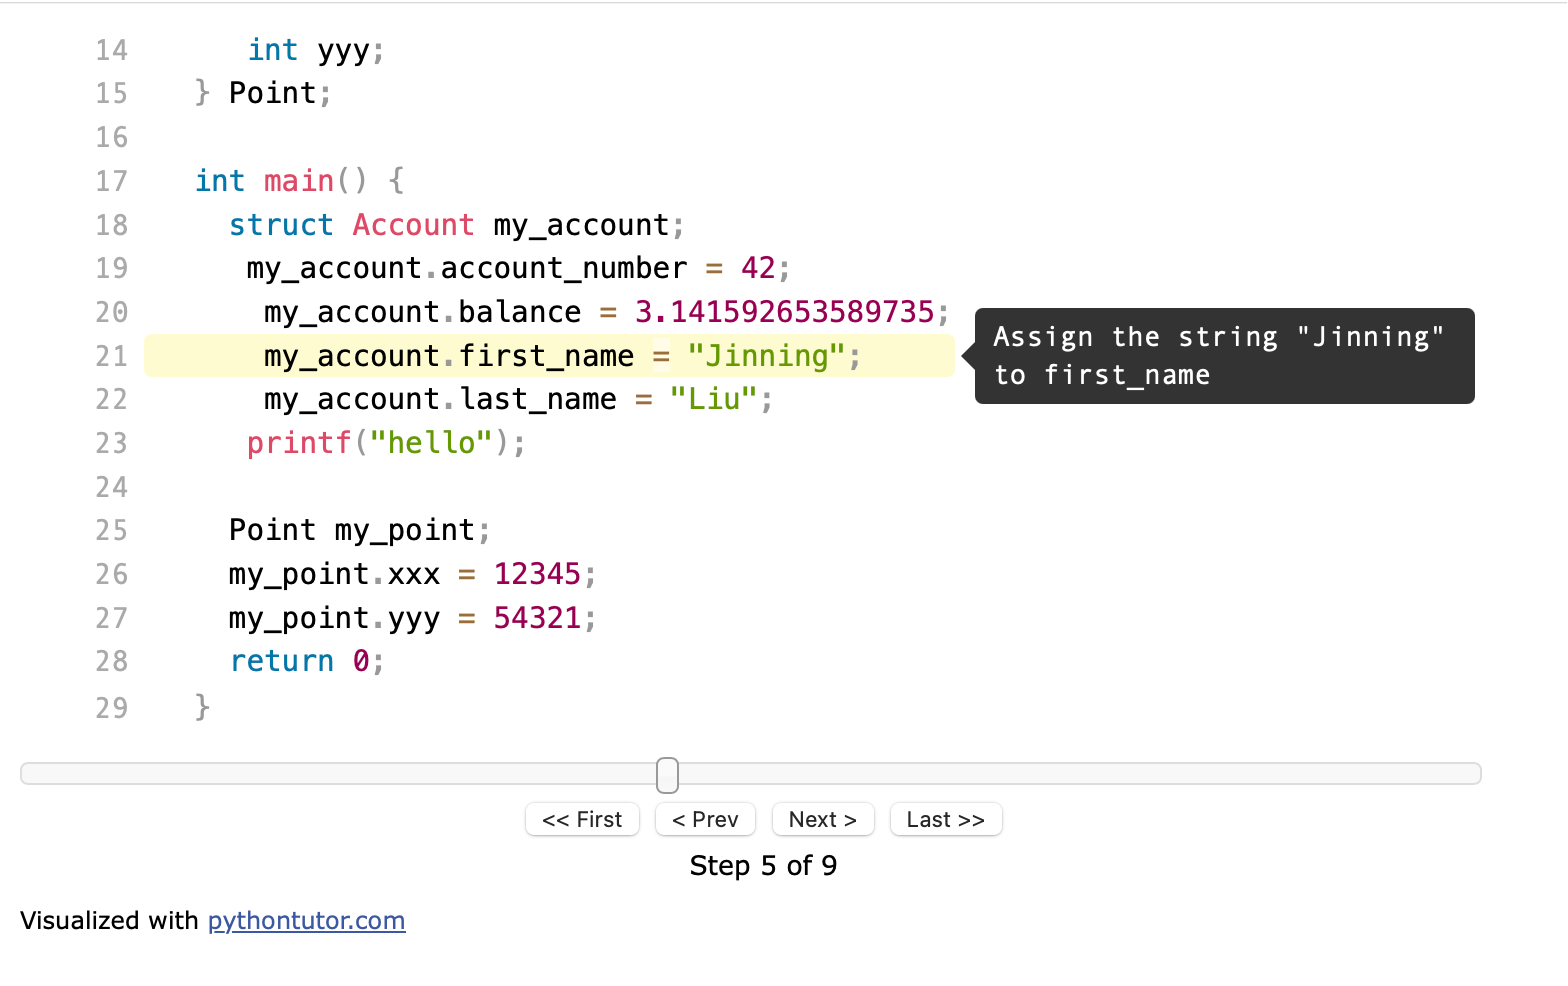 14 int yyy;
15 } Point;
16
17 int main() {
18 struct Account my_account;
19 my_account.account_number = 42;
20 my_account.balance = 3.141592653589735;
21 my_account.first_name = "Jinning";
Assign the string "Jinning"
to first_name
22 my_account.last_name = "Liu";
23 printf("hello");
24
25 Point my_point;
26 my_point.xxx = 12345;
27 my_point.yyy = 54321;
28 return 0;
29 }
<< First < Prev Next > Last >>
Step 5 of 9
Visualized with pythontutor.com